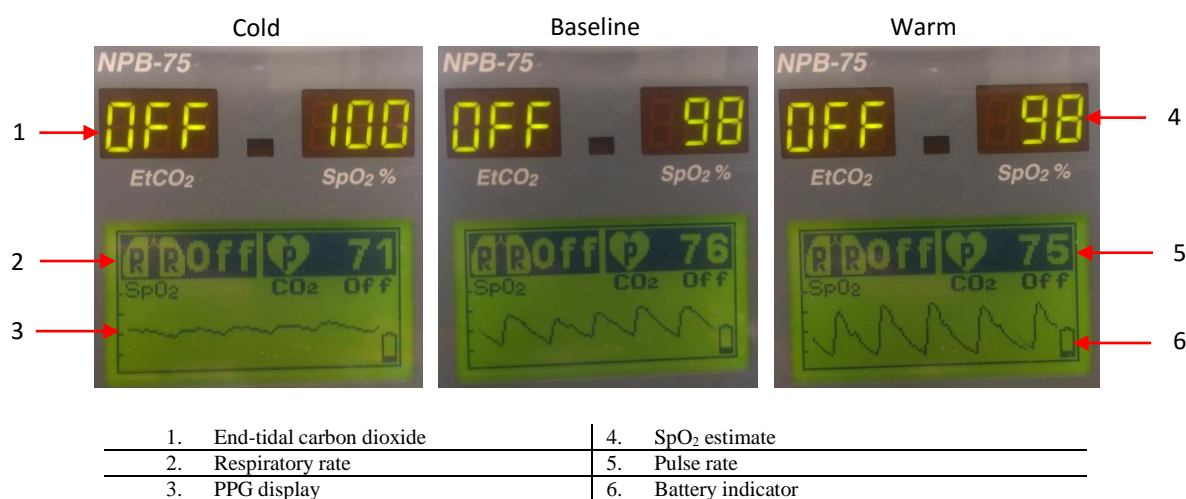 Cold Baseline Warm
NPB-75 NPB-75 NPB-75
1 OFF 100 OFF 98 OFF 98 4
EtCO2 SpO2 % EtCO2 SpO2 % EtCO2 SpO2 %
2 R Off P 71 R Off P 76 R Off P 75 5
SpO2 CO2 Off SpO2 CO2 Off SpO2 CO2 Off
3 6
1. End-tidal carbon dioxide 4. SpO2 estimate
2. Respiratory rate 5. Pulse rate
3. PPG display 6. Battery indicator